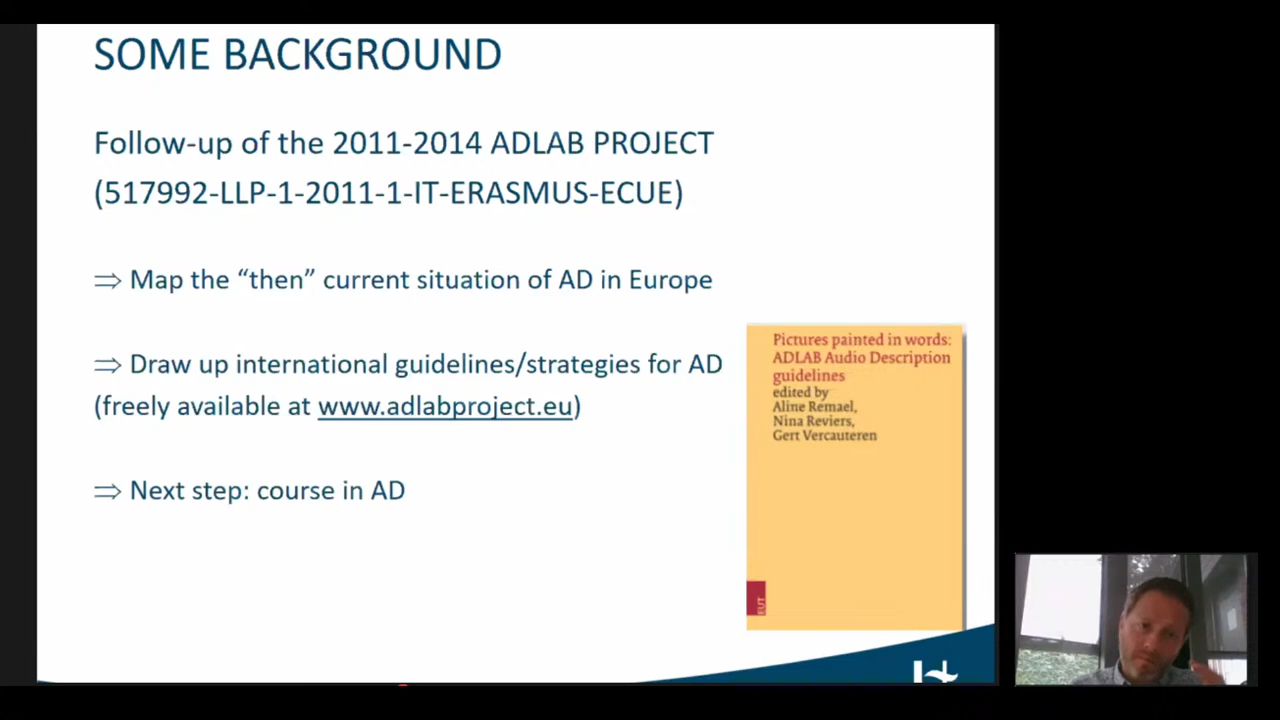 SOME BACKGROUND
Follow-up of the 2011-2014 ADLAB PROJECT
(517992-LLP-1-2011-1-IT-ERASMUS-ECUE)
⇒ Map the “then” current situation of AD in Europe
⇒ Draw up international guidelines/strategies for AD
(freely available at www.adlabproject.eu)
⇒ Next step: course in AD
Pictures painted in words:
ADLAB Audio Description
guidelines
edited by
Aline Remael,
Nina Reviers,
Gert Vercauteren
EUT